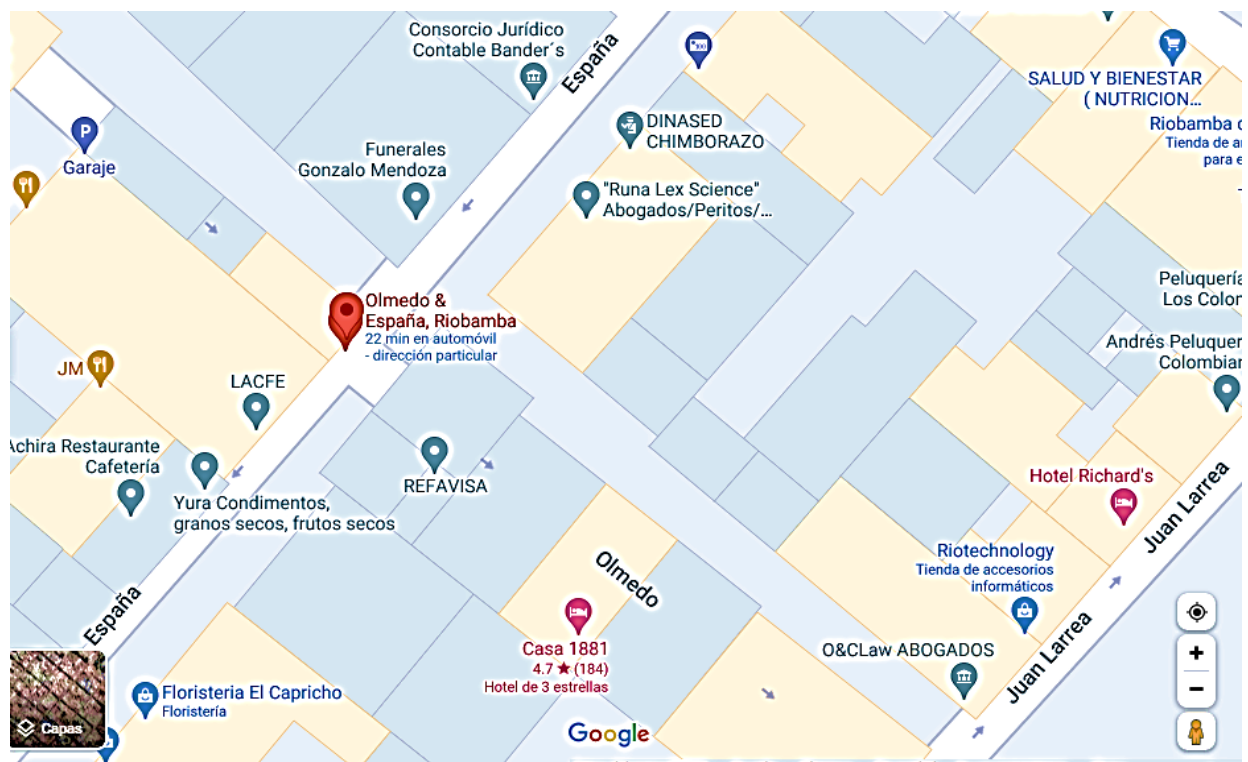 Consorcio Jurídico
Contable Bander´s
España
SALUD Y BIENESTAR
( NUTRICION...
DINASED
CHIMBORAZO
Riobamba
Tienda de
para
P
Garaje
Funerales
Gonzalo Mendoza
"Runa Lex Science"
Abogados/Peritos/...
Olmedo &
España, Riobamba
22 min en automóvil
- dirección particular
Peluquería
Los
Andrés
JM
LACFE
Achira Restaurante
Cafetería
REFAVISA
Yura Condimentos,
granos secos, frutos secos
Hotel Richard's
Juan Larrea
Riotechnology
Tienda de accesorios
informáticos
Olmedo
España
Casa 1881
4.7 ★ (184)
Hotel de 3 estrellas
O&CLaw ABOGADOS
Juan Larrea
Floristeria El Capricho
Floristería
Capas
Google
+
−